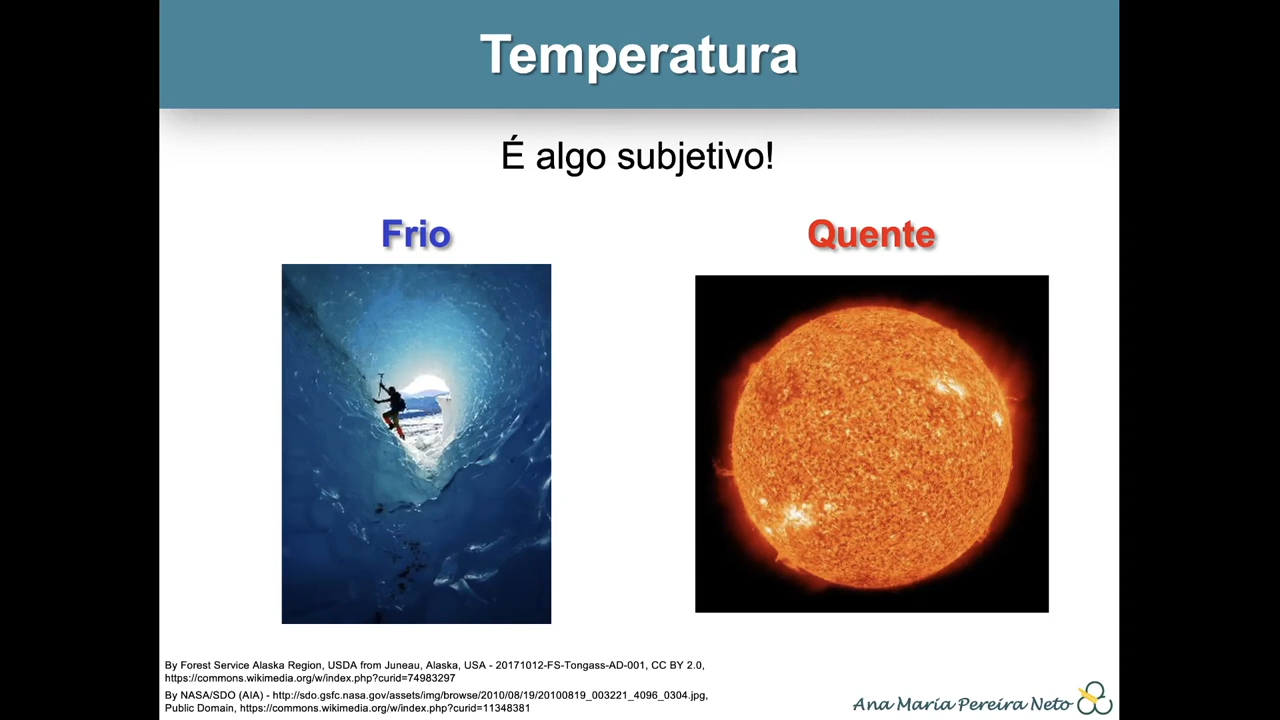 Temperatura
É algo subjetivo!
Frio
Quente
By Forest Service Alaska Region, USDA from Juneau, Alaska, USA - 20171012-FS-Tongass-AD-001, CC BY 2.0,
https://commons.wikimedia.org/w/index.php?curid=74983297
By NASA/SDO (AIA) - http://sdo.gsfc.nasa.gov/assets/img/browse/2010/08/19/20100819_003221_4096_0304.jpg,
Public Domain, https://commons.wikimedia.org/w/index.php?curid=11348381
Ana Maria Pereira Neto